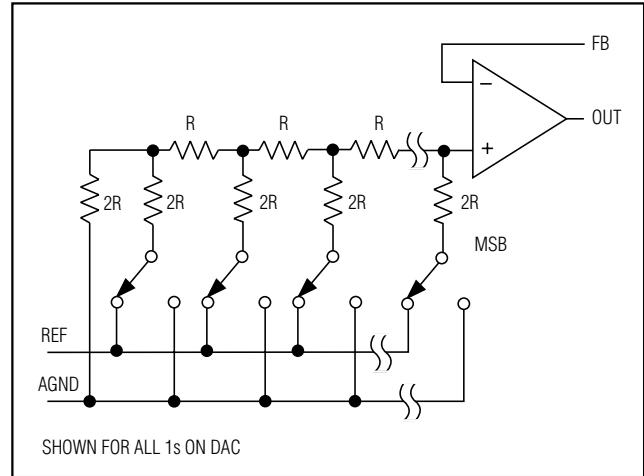 FB
−
OUT
+
R
R
R
2R
2R
2R
2R
2R
MSB
REF
AGND
SHOWN FOR ALL 1s ON DAC